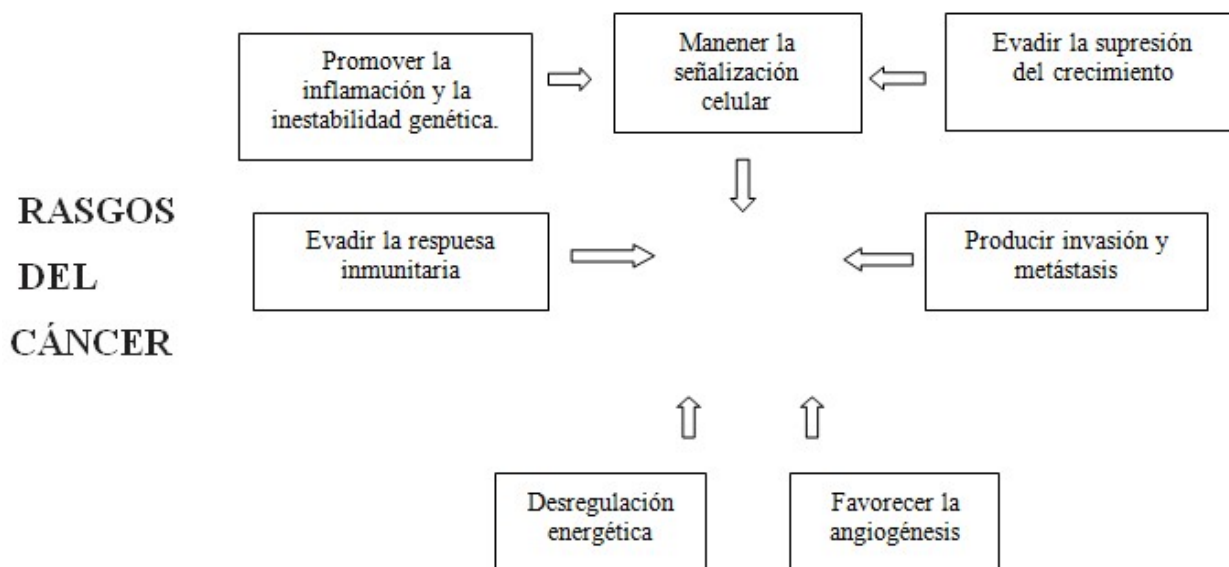 Promover la
inflamación y la
inestabilidad genética.
Manener la
señalización
celular
Evadir la supresión
del crecimiento
RASGOS
DEL
CÁNCER
Evadir la respuesa
inmunitaria
Producir invasión y
metástasis
Desregulación
energética
Favorecer la
angiogénesis